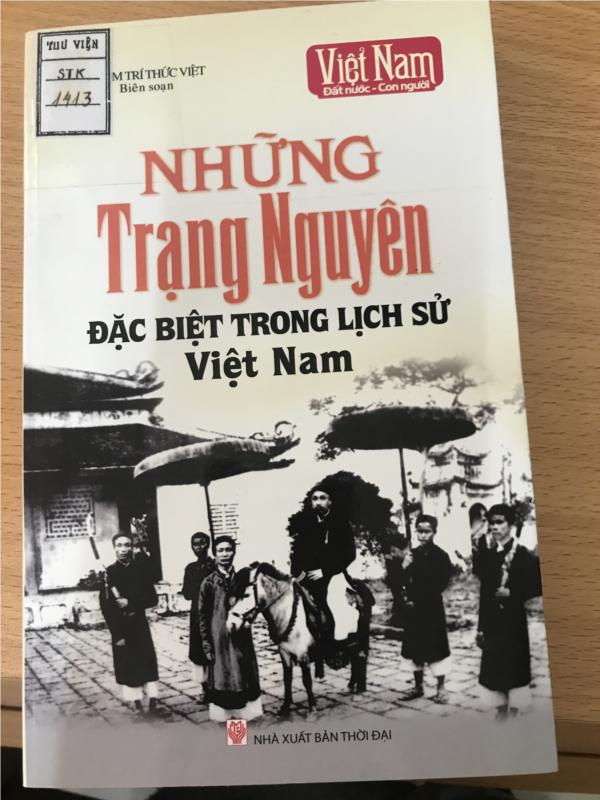 THƯ VIỆN
STK
1413
M TRÍ THỨC VIỆT
Biên soạn
Việt Nam
Đất nước - Con người
NHỮNG
Trạng Nguyên
ĐẶC BIỆT TRONG LỊCH SỬ
Việt Nam
NHÀ XUẤT BẢN THỜI ĐẠI